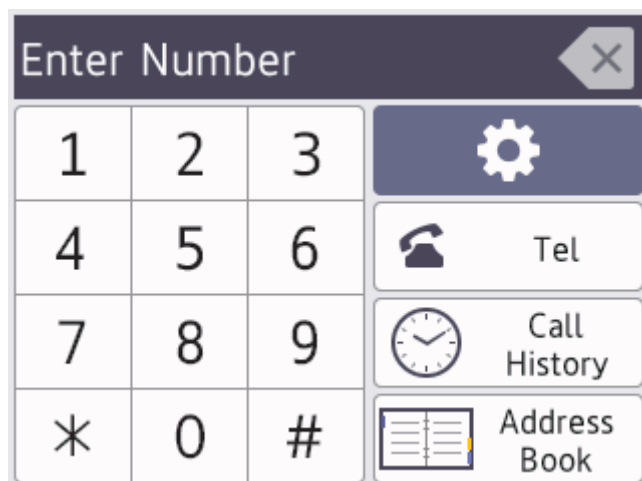 Enter Number
1 2 3
4 5 6
Tel
7 8 9
Call
History
* 0 #
Address
Book